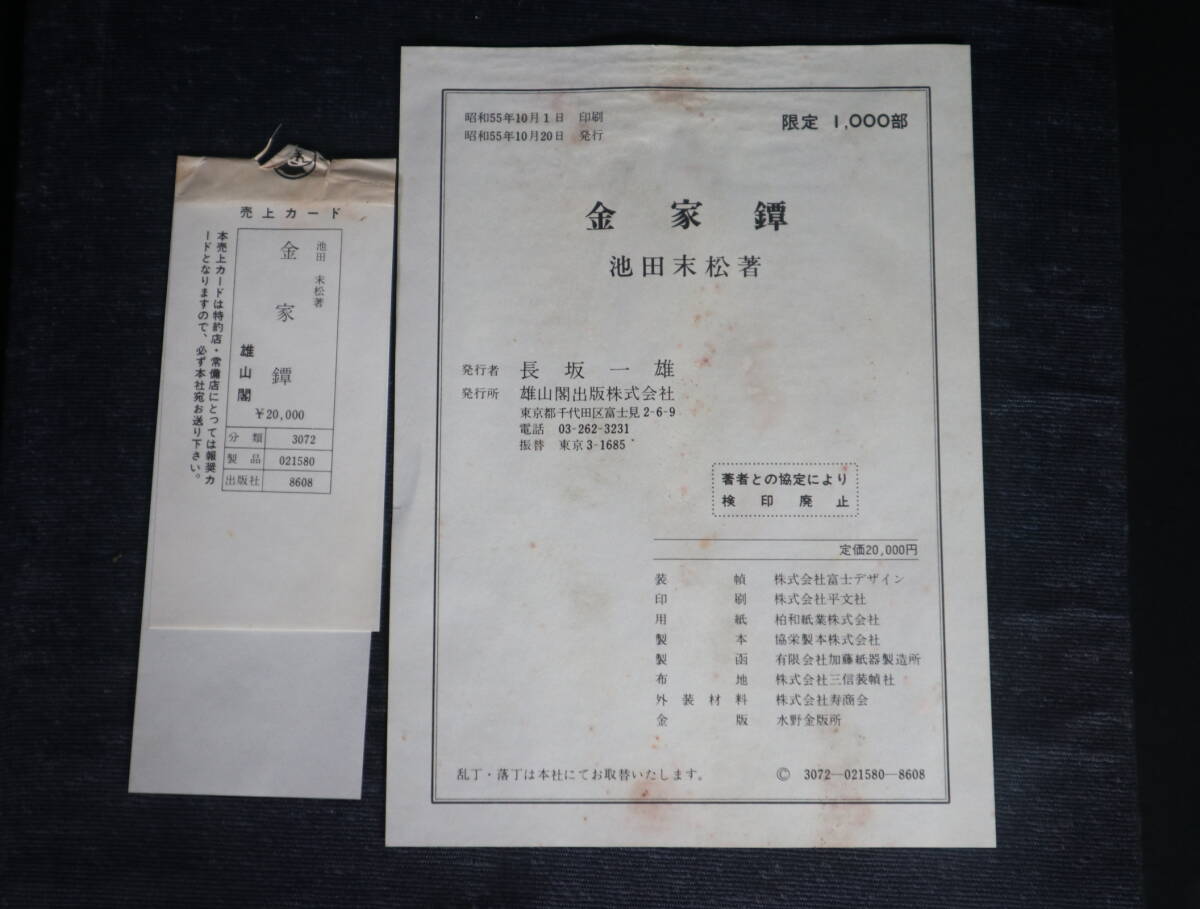 売上カード
池田 末松著
金家鐔
雄山閣
￥20,000
分類 3072
製品 021580
出版社 8608
本売上カードは特約店・常備店にとっては報奨カ
ードとなりますので、必ず本社宛お送り下さい。
昭和55年10月1日 印刷
昭和55年10月20日 発行
限定 1,000部
金家鐔
池田末松著
発行者 長坂一雄
発行所 雄山閣出版株式会社
東京都千代田区富士見2-6-9
電話 03-262-3231
振替 東京3-1685
著者との協定により
検印廃止
定価20,000円
装幀 株式会社富士デザイン
印刷 株式会社平文社
用紙 柏和紙業株式会社
製本 協栄製本株式会社
製函 有限会社加藤紙器製造所
布地 株式会社三信装幀社
外装材料 株式会社寿商会
金版 水野金版所
乱丁・落丁は本社にてお取替いたします。
© 3072―021580―8608